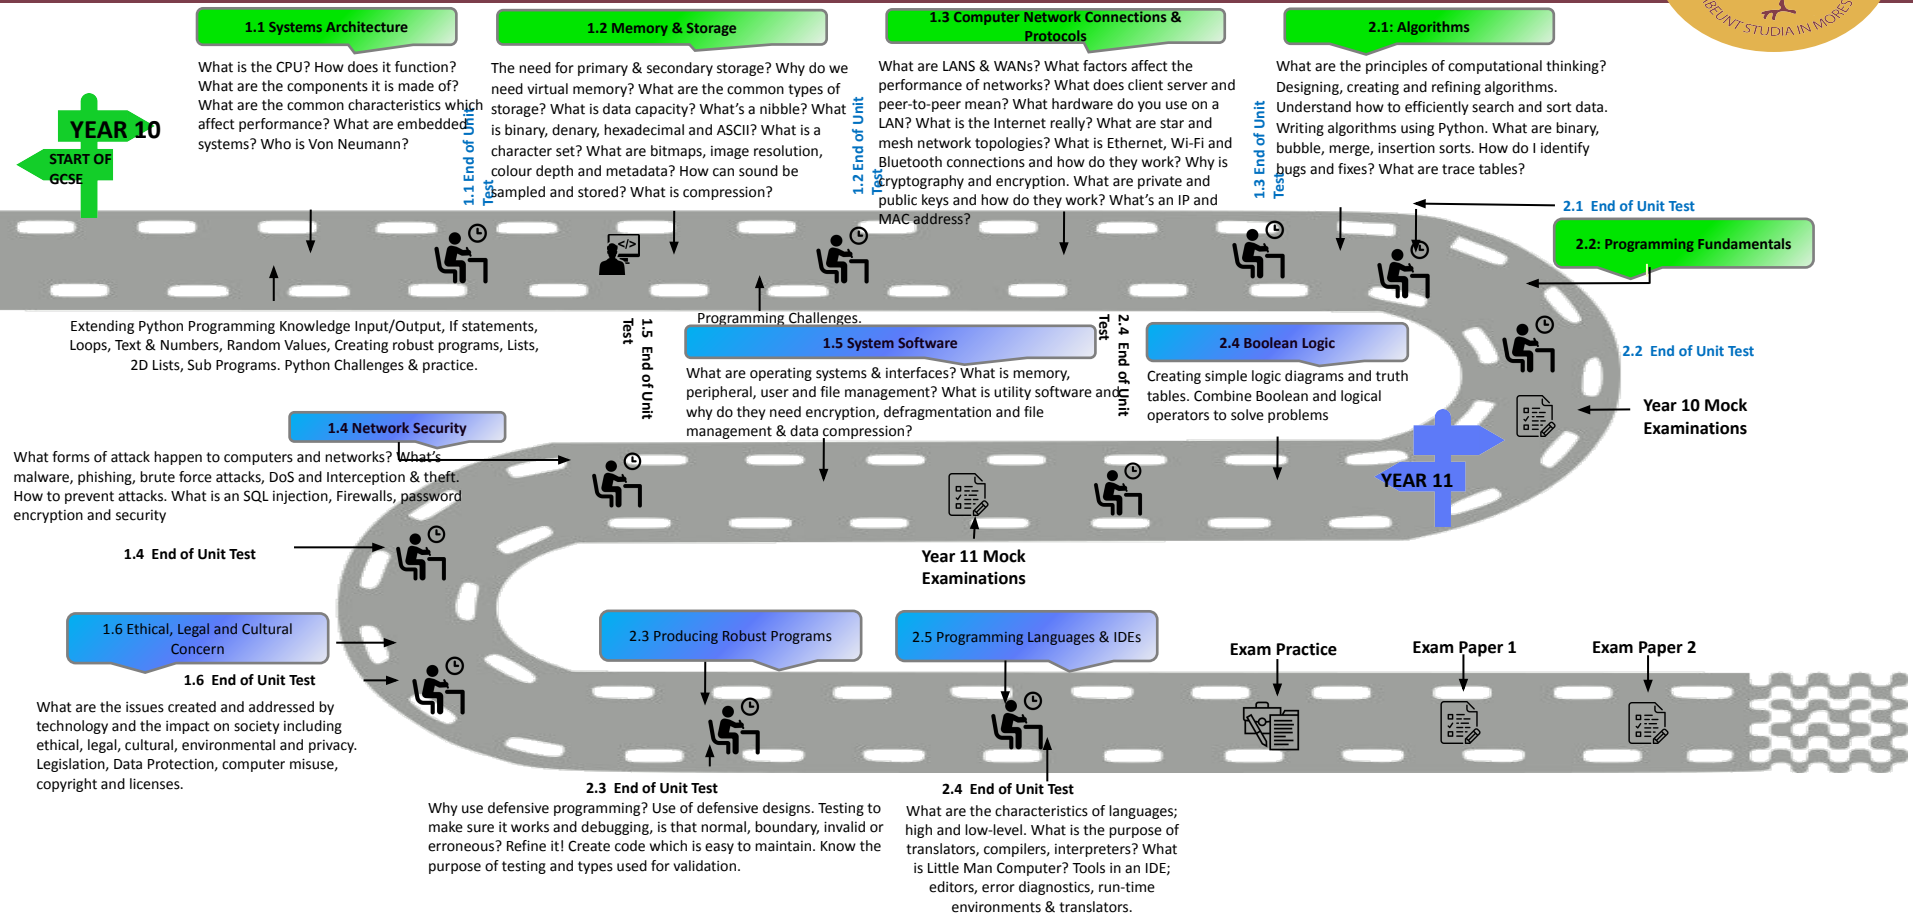 1.1 Systems Architecture
What is the CPU? How does it function?
What are the components it is made of?
What are the common characteristics which
affect performance? What are embedded
systems? Who is Von Neumann?
1.2 Memory & Storage
The need for primary & secondary storage? Why do we
need virtual memory? What are the common types of
storage? What is data capacity? What's a nibble? What
is binary, denary, hexadecimal and ASCII? What is a
character set? What are bitmaps, image resolution,
colour depth and metadata? How can sound be
sampled and stored? What is compression?
1.3 Computer Network Connections &
Protocols
What are LANS & WANs? What factors affect the
performance of networks? What does client server and
peer-to-peer mean? What hardware do you use on a
LAN? What is the Internet really? What are star and
mesh network topologies? What is Ethernet, Wi-Fi and
Bluetooth connections and how do they work? Why is
cryptography and encryption. What are private and
public keys and how do they work? What's an IP and
MAC address?
2.1: Algorithms
What are the principles of computational thinking?
Designing, creating and refining algorithms.
Understand how to efficiently search and sort data.
Writing algorithms using Python. What are binary,
bubble, merge, insertion sorts. How do I identify
bugs and fixes? What are trace tables?
STUDIA IN MORES
YEAR 10
START OF
GCSE
1.1 End of Unit
Test
1.2 End of Unit
Test
1.3 End of Unit
Test
2.1 End of Unit Test
2.2: Programming Fundamentals
2.2 End of Unit Test
Year 10 Mock
Examinations
Extending Python Programming Knowledge Input/Output, If statements,
Loops, Text & Numbers, Random Values, Creating robust programs, Lists,
2D Lists, Sub Programs. Python Challenges & practice.
Programming Challenges.
1.5 End of Unit
Test
1.5 System Software
What are operating systems & interfaces? What is memory,
peripheral, user and file management? What is utility software and
why do they need encryption, defragmentation and file
management & data compression?
2.4 End of Unit
Test
2.4 Boolean Logic
Creating simple logic diagrams and truth
tables. Combine Boolean and logical
operators to solve problems
YEAR 11
1.4 Network Security
What forms of attack happen to computers and networks? What's
malware, phishing, brute force attacks, DoS and Interception & theft.
How to prevent attacks. What is an SQL injection, Firewalls, password
encryption and security
1.4 End of Unit Test
Year 11 Mock
Examinations
1.6 Ethical, Legal and Cultural
Concern
1.6 End of Unit Test
What are the issues created and addressed by
technology and the impact on society including
ethical, legal, cultural, environmental and privacy.
Legislation, Data Protection, computer misuse,
copyright and licenses.
2.3 Producing Robust Programs
2.3 End of Unit Test
Why use defensive programming? Use of defensive designs. Testing to
make sure it works and debugging, is that normal, boundary, invalid or
erroneous? Refine it! Create code which is easy to maintain. Know the
purpose of testing and types used for validation.
2.5 Programming Languages & IDEs
2.4 End of Unit Test
What are the characteristics of languages;
high and low-level. What is the purpose of
translators, compilers, interpreters? What
is Little Man Computer? Tools in an IDE;
editors, error diagnostics, run-time
environments & translators.
Exam Practice
Exam Paper 1
Exam Paper 2